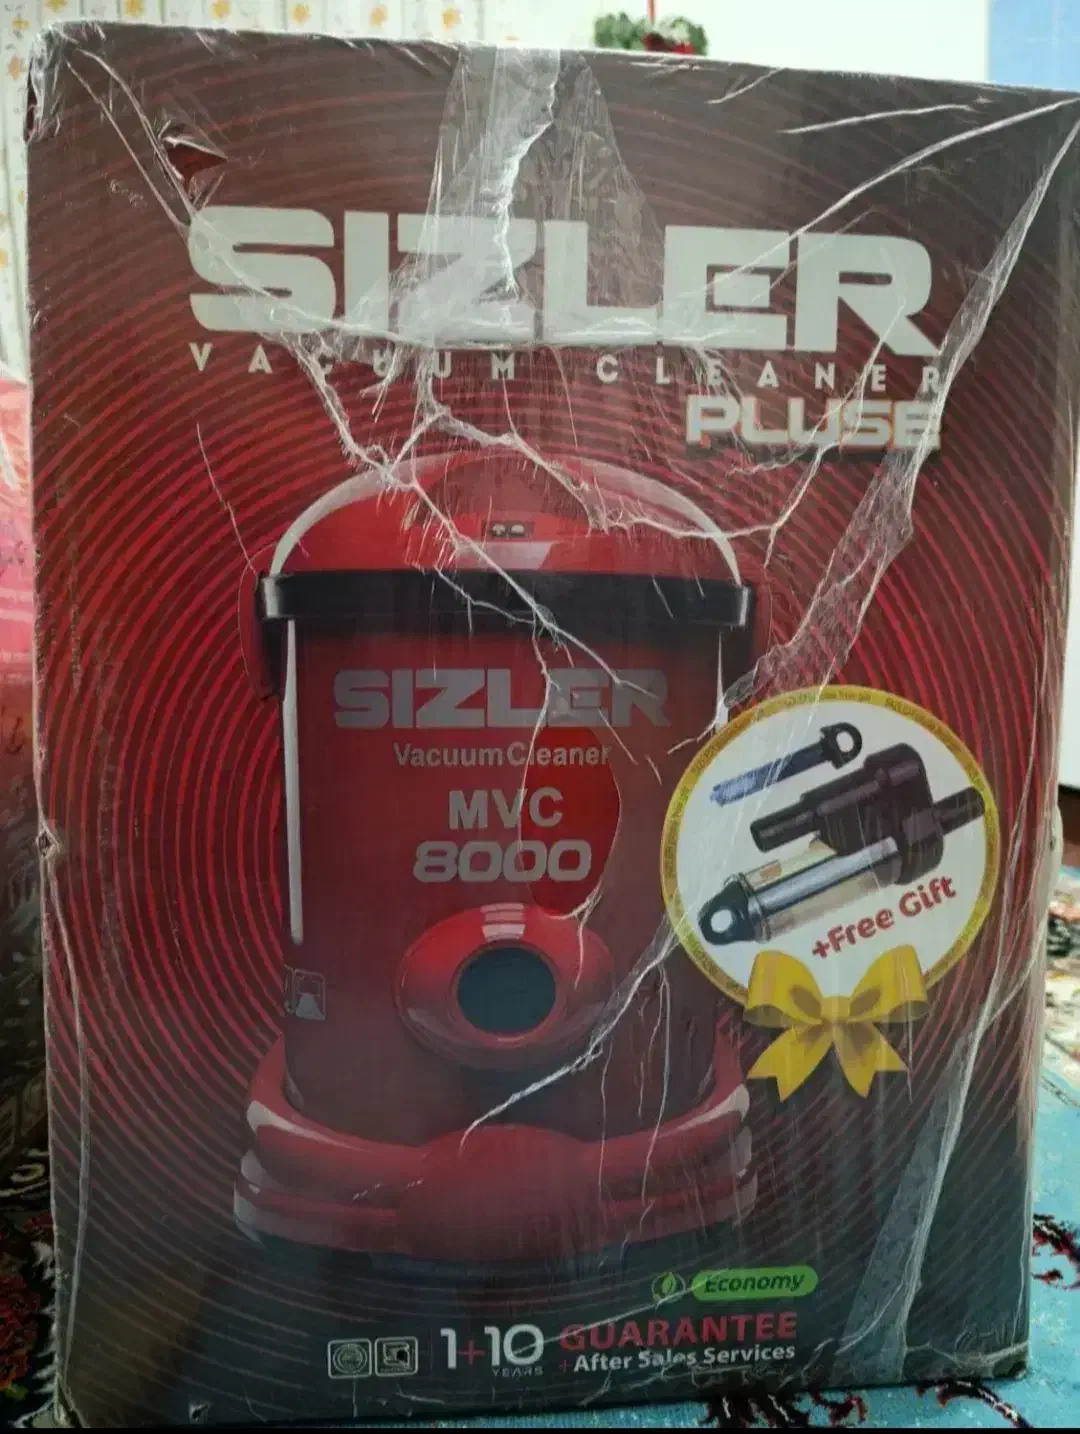 SIZLER
VACUUM CLEANER
PLUSE
SIZLER
Vacuum Cleaner
MVC
8000
+Free Gift
Economy
1+10 GUARANTEE
YEARS +After Sales Services